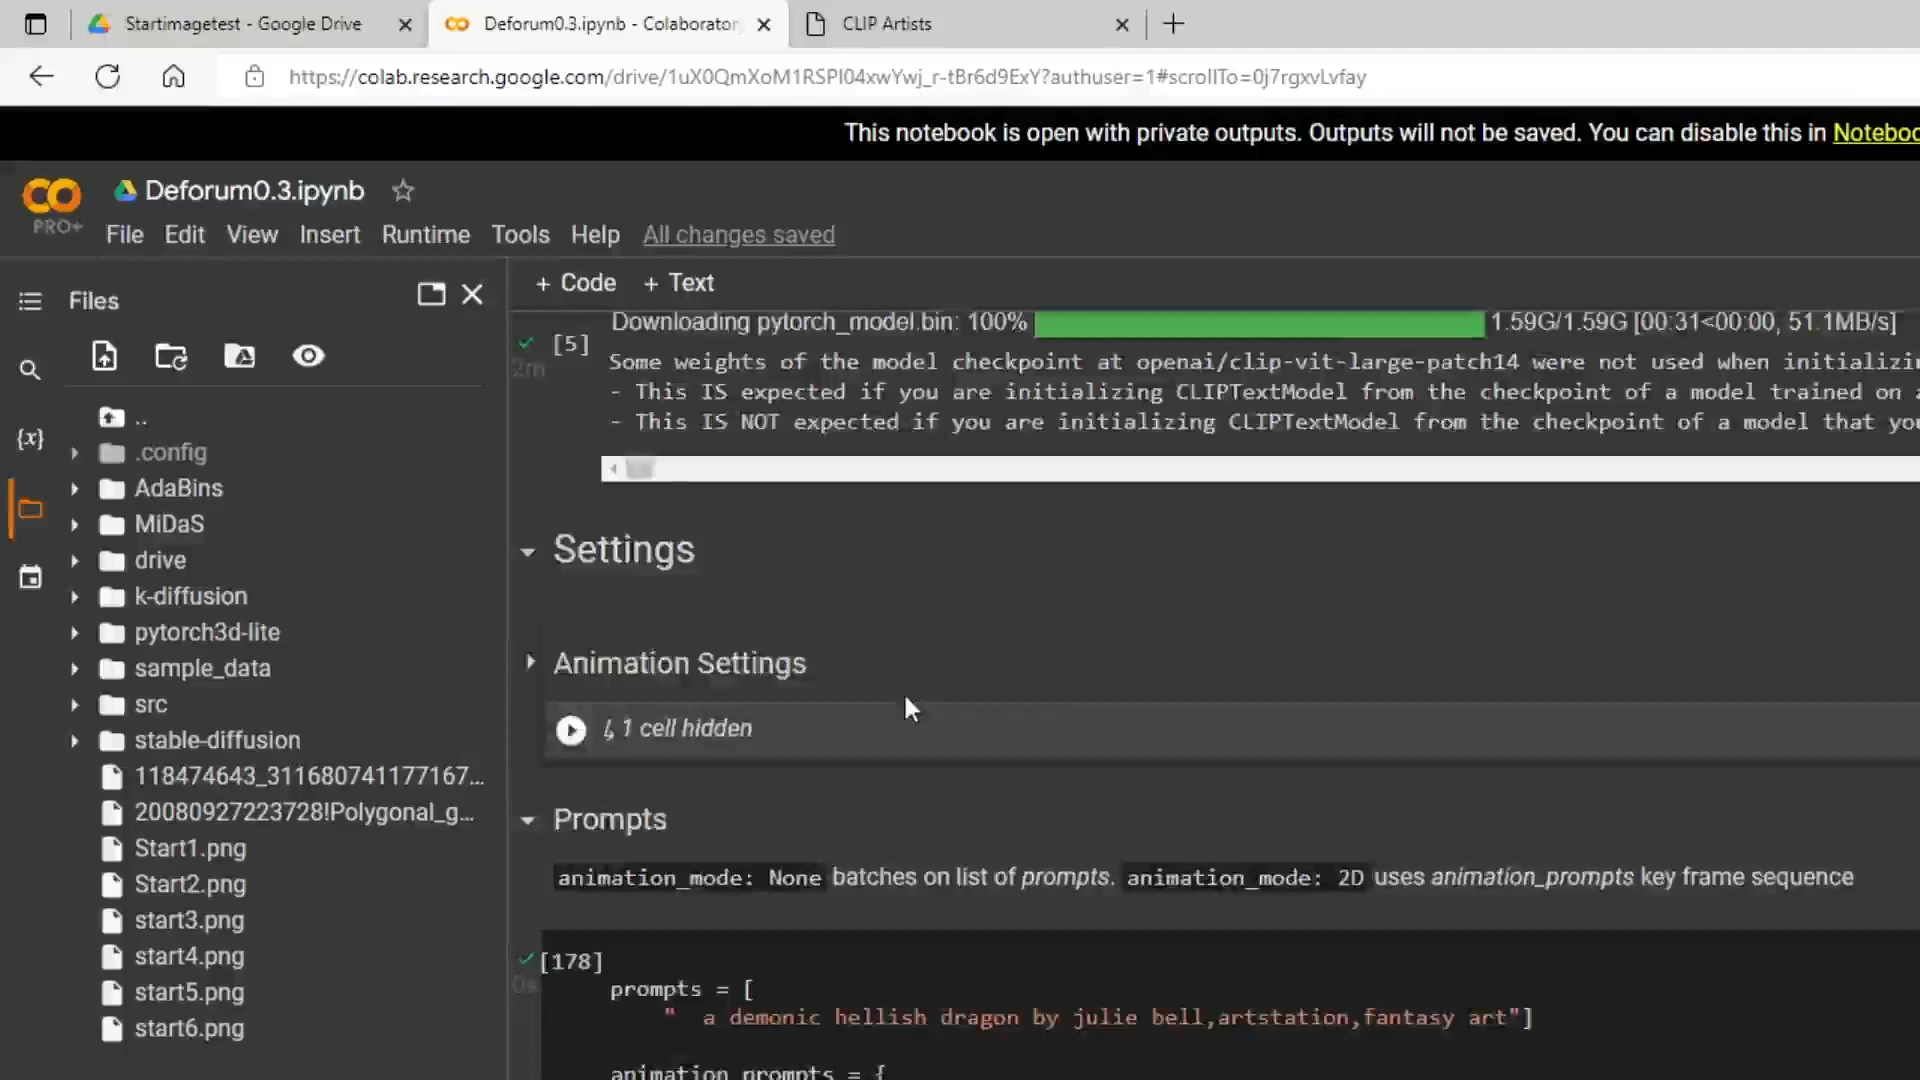 Startimagetest - Google Drive
Deforum0.3.ipynb - Colaborator
CLIP Artists
https://colab.research.google.com/drive/1uX0QmXoM1RSPI04xwYwj_r-tBr6d9ExY?authuser=1#scrollTo=0j7rgxvLvfay
This notebook is open with private outputs. Outputs will not be saved. You can disable this in Noteboo
PRO+
Deforum0.3.ipynb
File Edit View Insert Runtime Tools Help All changes saved
Files
+ Code + Text
{x}
..
.config
AdaBins
MiDaS
drive
k-diffusion
pytorch3d-lite
sample_data
src
stable-diffusion
118474643_311680741177167...
20080927223728!Polygonal_g...
Start1.png
Start2.png
start3.png
start4.png
start5.png
start6.png
Downloading pytorch_model.bin: 100% 1.59G/1.59G [00:31<00:00, 51.1MB/s]
[5]
2m
Some weights of the model checkpoint at openai/clip-vit-large-patch14 were not used when initializi
- This IS expected if you are initializing CLIPTextModel from the checkpoint of a model trained on a
- This IS NOT expected if you are initializing CLIPTextModel from the checkpoint of a model that you
Settings
Animation Settings
↳ 1 cell hidden
Prompts
animation_mode: None batches on list of prompts. animation_mode: 2D uses animation_prompts key frame sequence
[178]
0s
prompts = [
"  a demonic hellish dragon by julie bell,artstation,fantasy art"]
animation_prompts = {